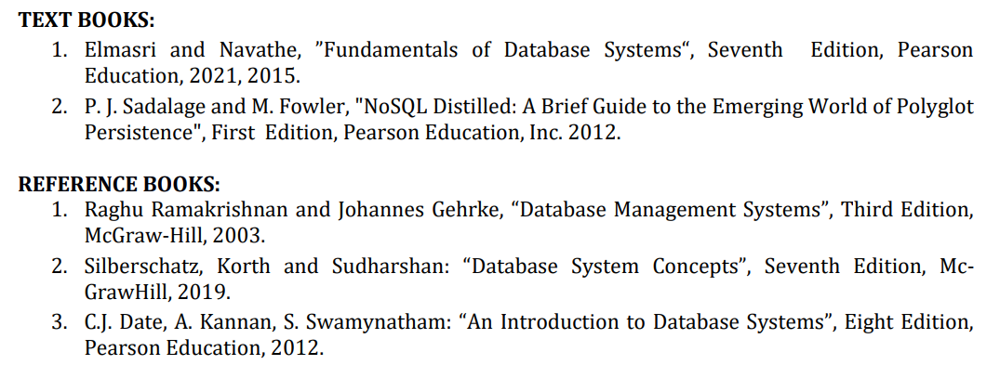 TEXT BOOKS:
1. Elmasri and Navathe, ”Fundamentals of Database Systems“, Seventh Edition, Pearson
Education, 2021, 2015.
2. P. J. Sadalage and M. Fowler, "NoSQL Distilled: A Brief Guide to the Emerging World of Polyglot
Persistence", First Edition, Pearson Education, Inc. 2012.
REFERENCE BOOKS:
1. Raghu Ramakrishnan and Johannes Gehrke, “Database Management Systems”, Third Edition,
McGraw-Hill, 2003.
2. Silberschatz, Korth and Sudharshan: “Database System Concepts”, Seventh Edition, Mc-
GrawHill, 2019.
3. C.J. Date, A. Kannan, S. Swamynatham: “An Introduction to Database Systems”, Eight Edition,
Pearson Education, 2012.